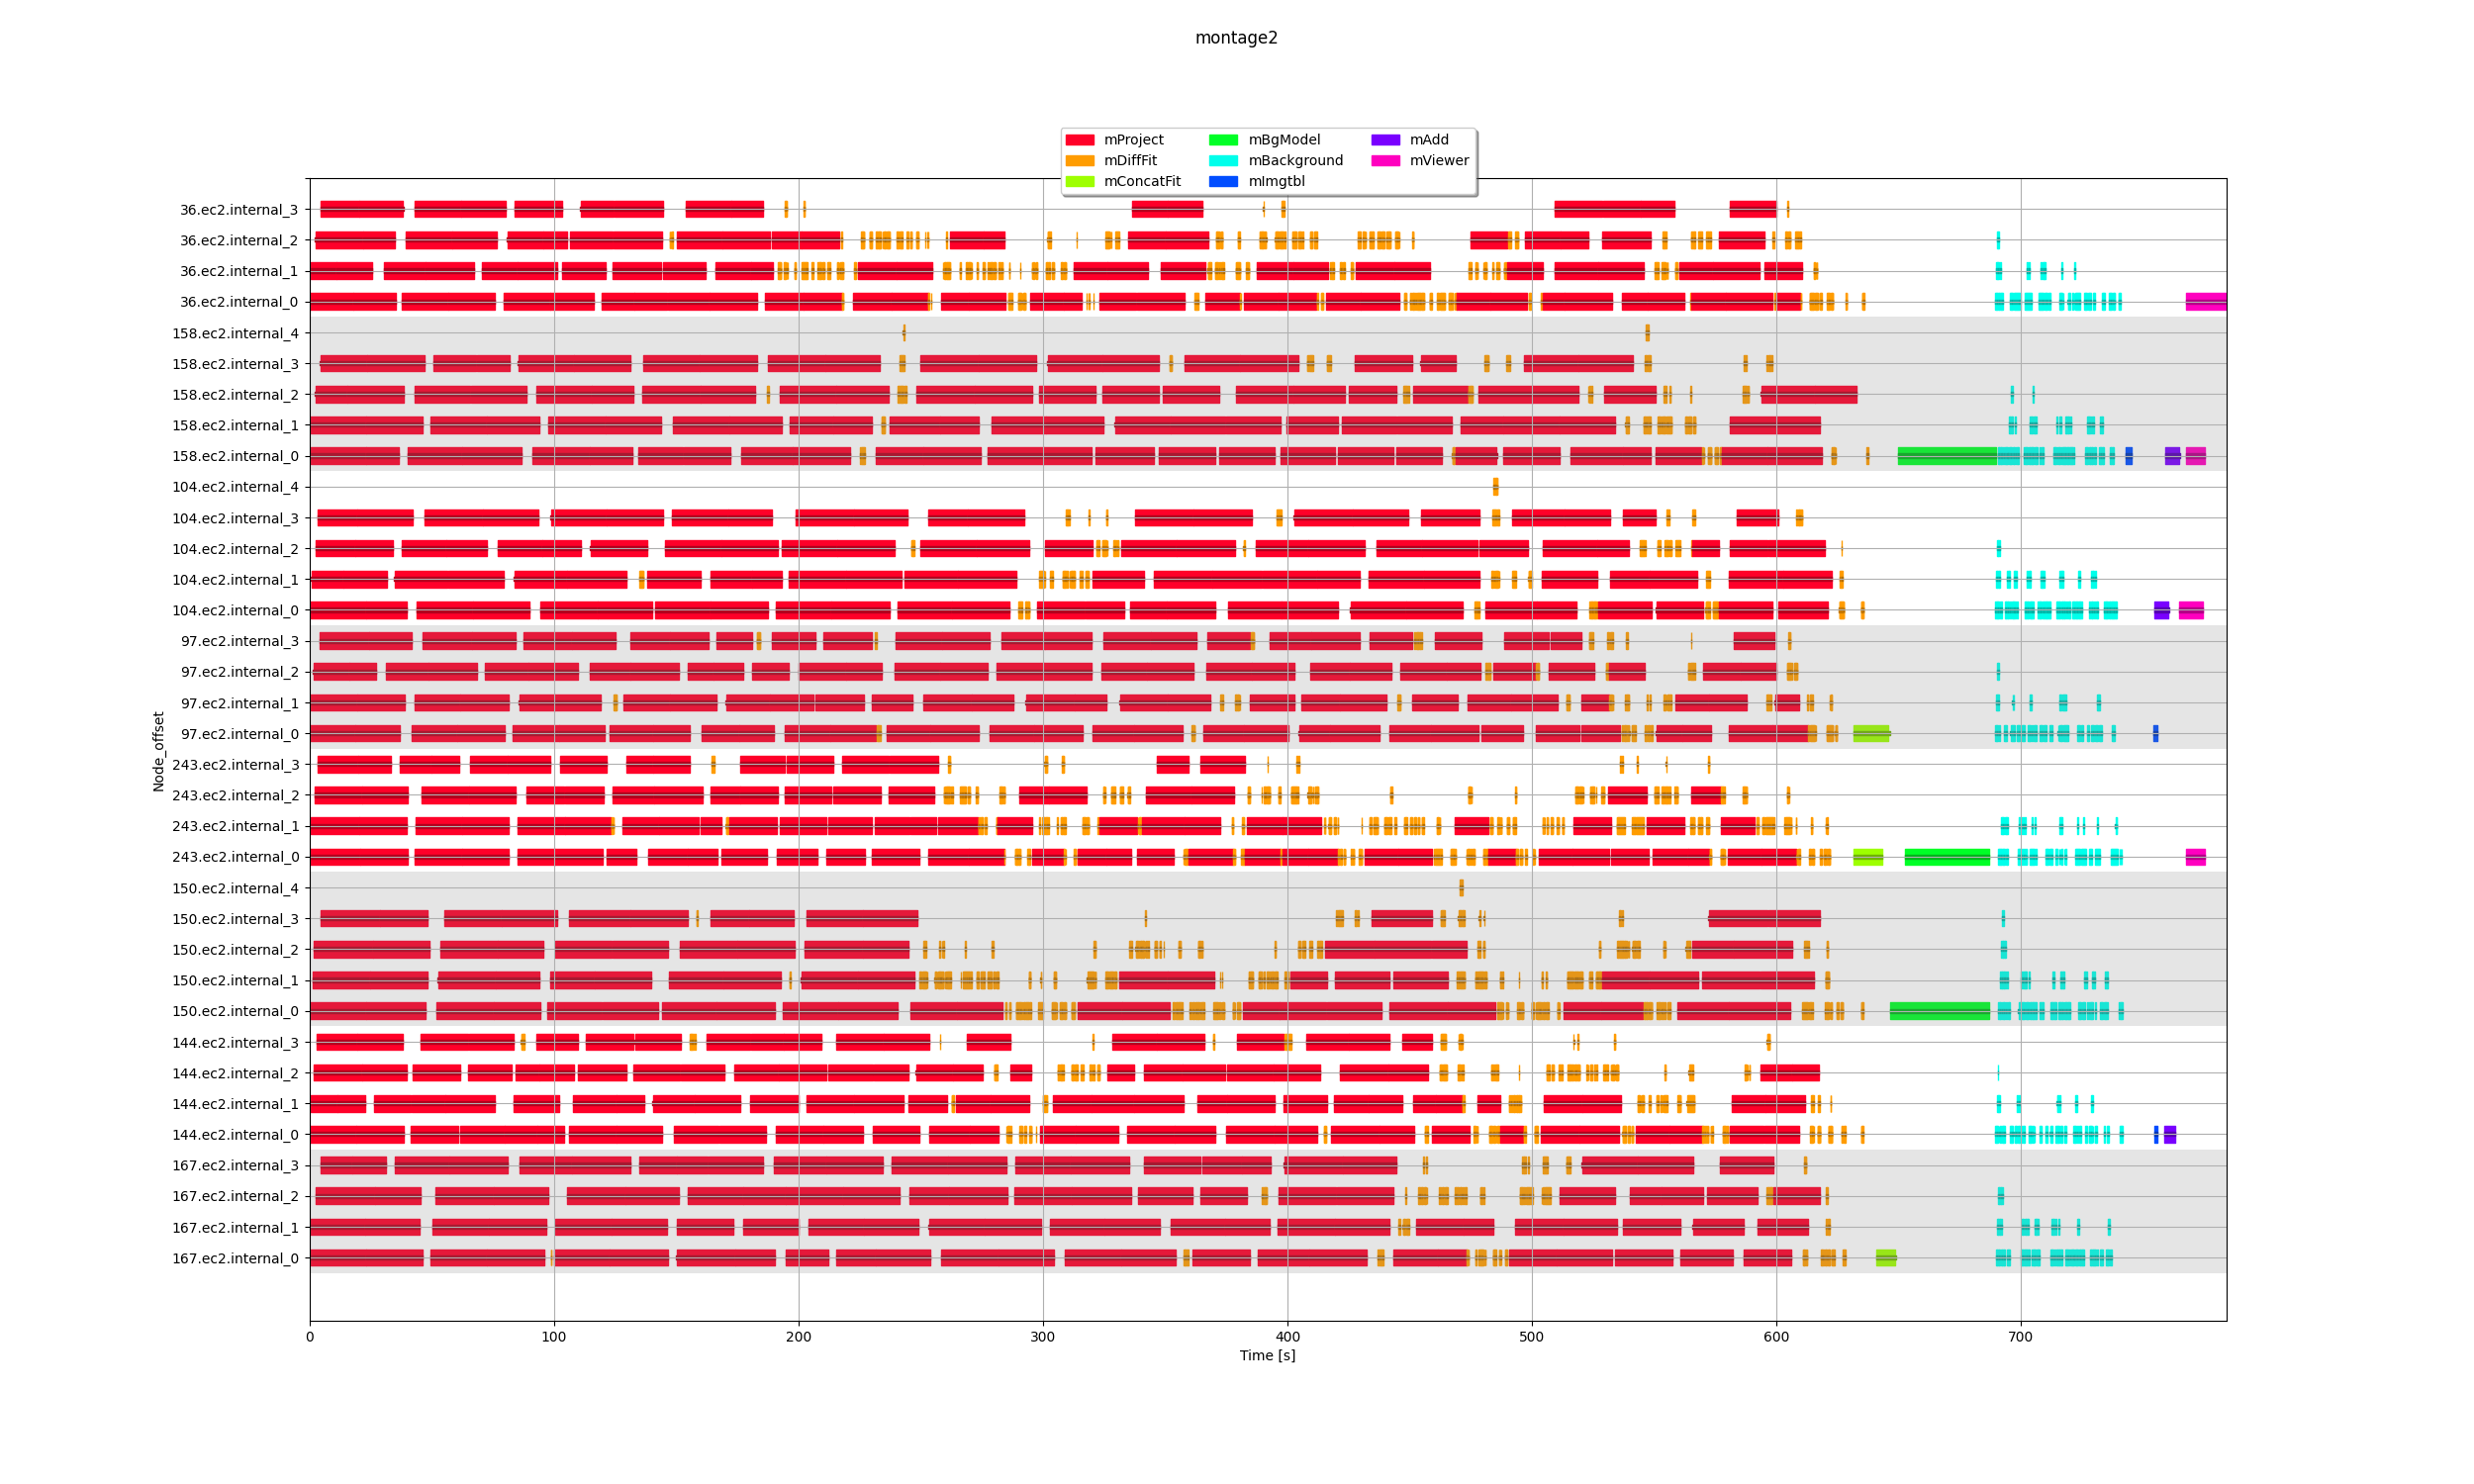 montage2
mProject
mDiffFit
mConcatFit
mBgModel
mBackground
mImgtbl
mAdd
mViewer
36.ec2.internal_3
36.ec2.internal_2
36.ec2.internal_1
36.ec2.internal_0
158.ec2.internal_4
158.ec2.internal_3
158.ec2.internal_2
158.ec2.internal_1
158.ec2.internal_0
104.ec2.internal_4
104.ec2.internal_3
104.ec2.internal_2
104.ec2.internal_1
104.ec2.internal_0
97.ec2.internal_3
97.ec2.internal_2
97.ec2.internal_1
97.ec2.internal_0
243.ec2.internal_3
243.ec2.internal_2
243.ec2.internal_1
243.ec2.internal_0
150.ec2.internal_4
150.ec2.internal_3
150.ec2.internal_2
150.ec2.internal_1
150.ec2.internal_0
144.ec2.internal_3
144.ec2.internal_2
144.ec2.internal_1
144.ec2.internal_0
167.ec2.internal_3
167.ec2.internal_2
167.ec2.internal_1
167.ec2.internal_0
Node_offset
0 100 200 300 400 500 600 700
Time [s]